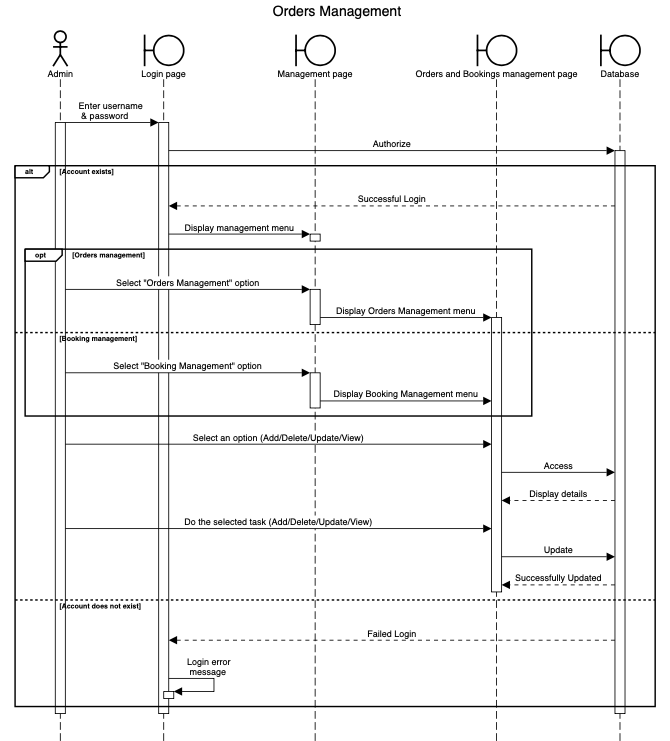 Orders Management
Admin
Login page
Management page
Orders and Bookings management page
Database
Enter username
& password
Authorize
alt
[Account exists]
Successful Login
Display management menu
opt
[Orders management]
Select "Orders Management" option
Display Orders Management menu
[Booking management]
Select "Booking Management" option
Display Booking Management menu
Select an option (Add/Delete/Update/View)
Access
Display details
Do the selected task (Add/Delete/Update/View)
Update
Successfully Updated
[Account does not exist]
Failed Login
Login error
message